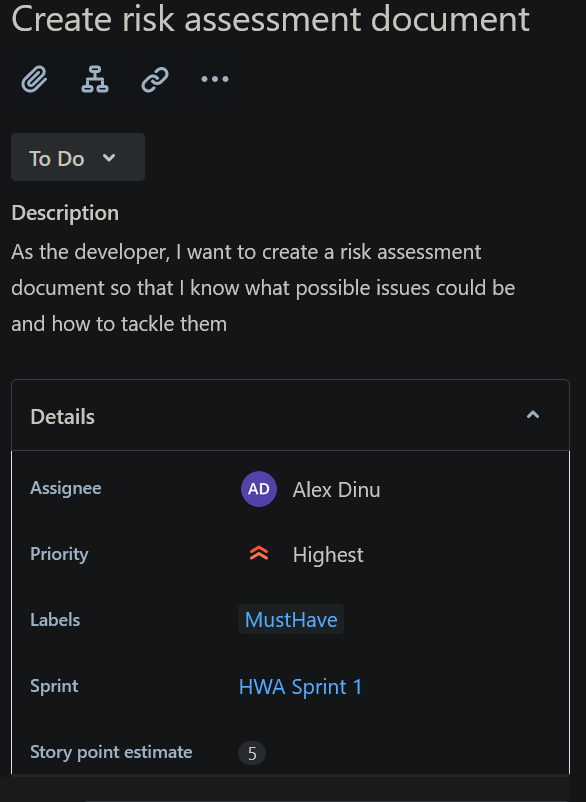 Create risk assessment document
To Do
Description
As the developer, I want to create a risk assessment
document so that I know what possible issues could be
and how to tackle them
Details
Assignee AD Alex Dinu
Priority Highest
Labels MustHave
Sprint HWA Sprint 1
Story point estimate 5